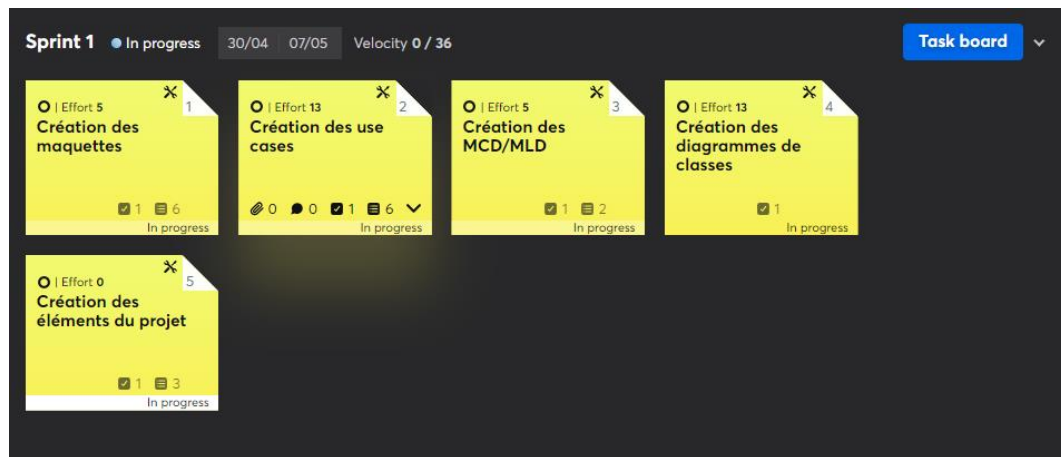 Sprint 1 In progress 30/04 07/05 Velocity 0 / 36 Task board
| Effort 5 1
Création des
maquettes
1 6
In progress
| Effort 13 2
Création des use
cases
0 0 1 6
In progress
| Effort 5 3
Création des
MCD/MLD
1 2
In progress
| Effort 13 4
Création des
diagrammes de
classes
1
In progress
| Effort 0 5
Création des
éléments du projet
1 3
In progress